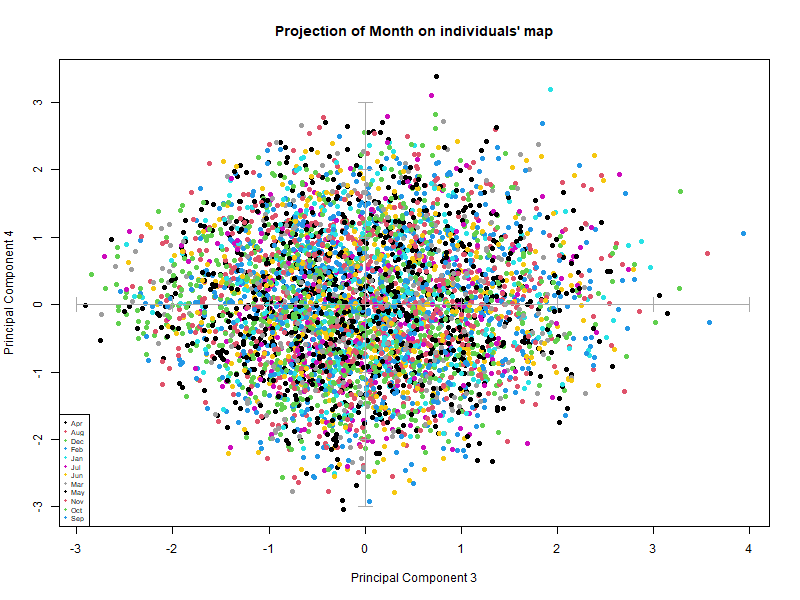 Projection of Month on individuals' map
Principal Component 4
3
2
1
0
-1
-2
-3
Apr
Aug
Dec
Feb
Jan
Jul
Jun
Mar
May
Nov
Oct
Sep
-3 -2 -1 0 1 2 3 4
Principal Component 3